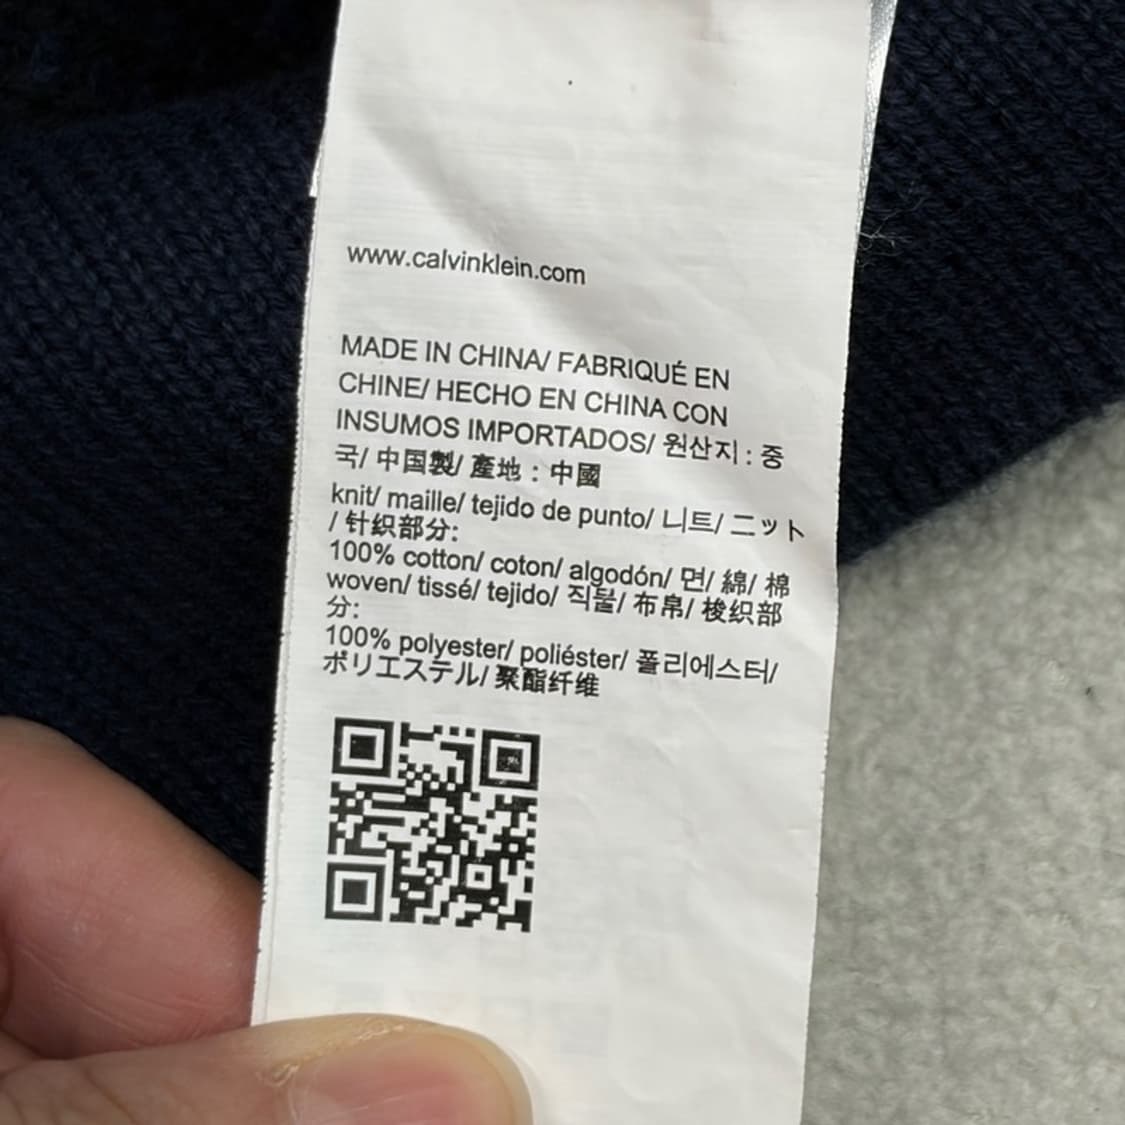 www.calvinklein.com
MADE IN CHINA/ FABRIQUÉ EN
CHINE/ HECHO EN CHINA CON
INSUMOS IMPORTADOS/ 원산지 : 중
국/ 中国製/ 產地 : 中國
knit/ maille/ tejido de punto/ 니트/ ニット
/ 针织部分:
100% cotton/ coton/ algodón/ 면/ 綿/ 棉
woven/ tissé/ tejido/ 직물/ 布帛/ 梭织部
分:
100% polyester/ poliéster/ 폴리에스터/
ポリエステル/ 聚酯纤维